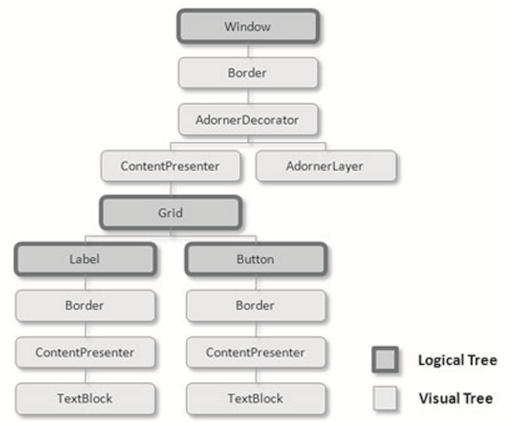 Window
Border
AdornerDecorator
ContentPresenter
AdornerLayer
Grid
Label
Button
Border
Border
ContentPresenter
ContentPresenter
TextBlock
TextBlock
Logical Tree
Visual Tree